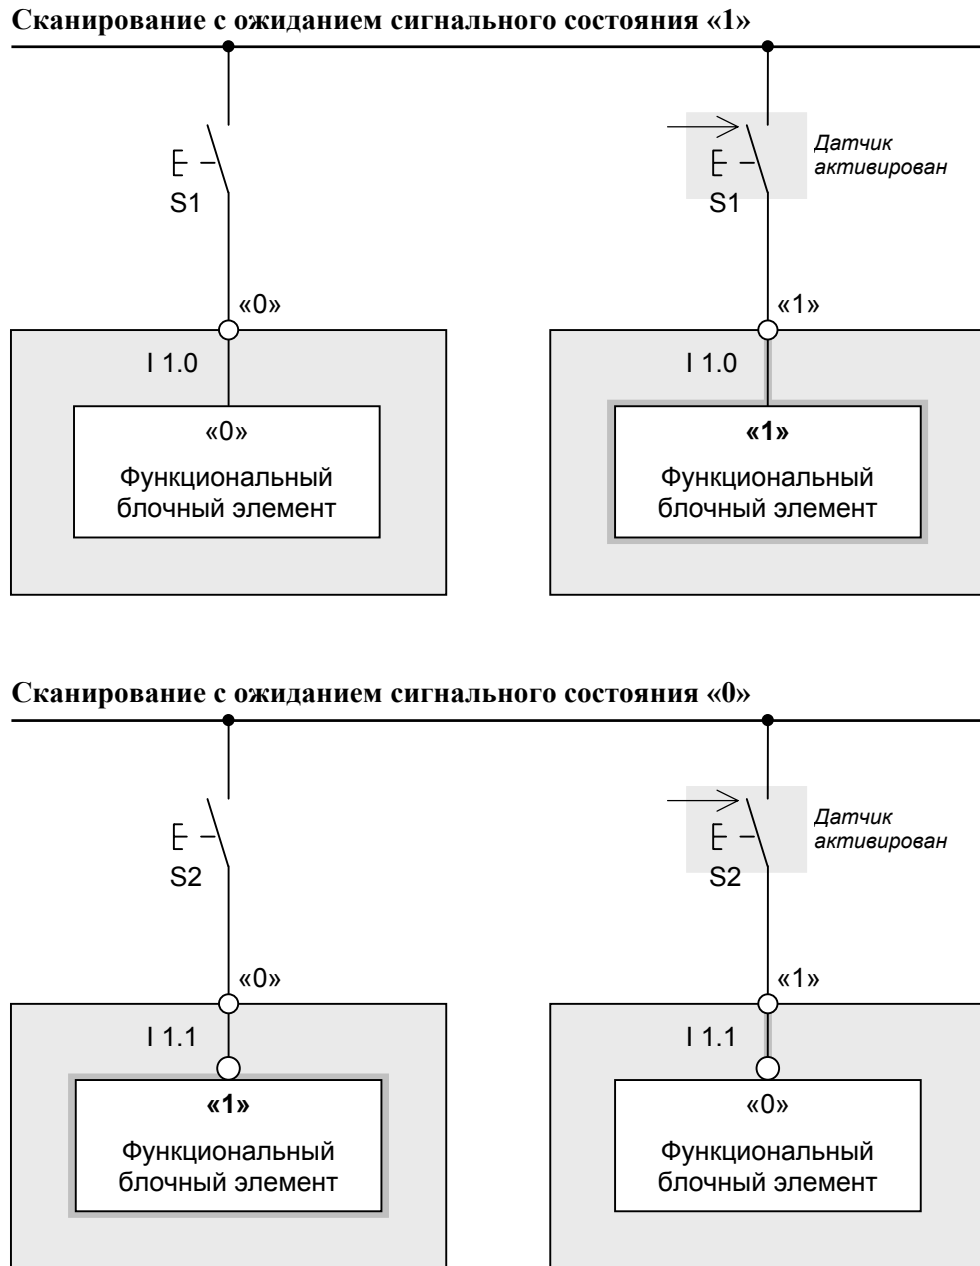 Сканирование с ожиданием сигнального состояния «1»
Датчик
активирован
S1
S1
«0»
«1»
I 1.0
I 1.0
«0»
Функциональный
блочный элемент
«1»
Функциональный
блочный элемент
Сканирование с ожиданием сигнального состояния «0»
Датчик
активирован
S2
S2
«0»
«1»
I 1.1
I 1.1
«1»
Функциональный
блочный элемент
«0»
Функциональный
блочный элемент